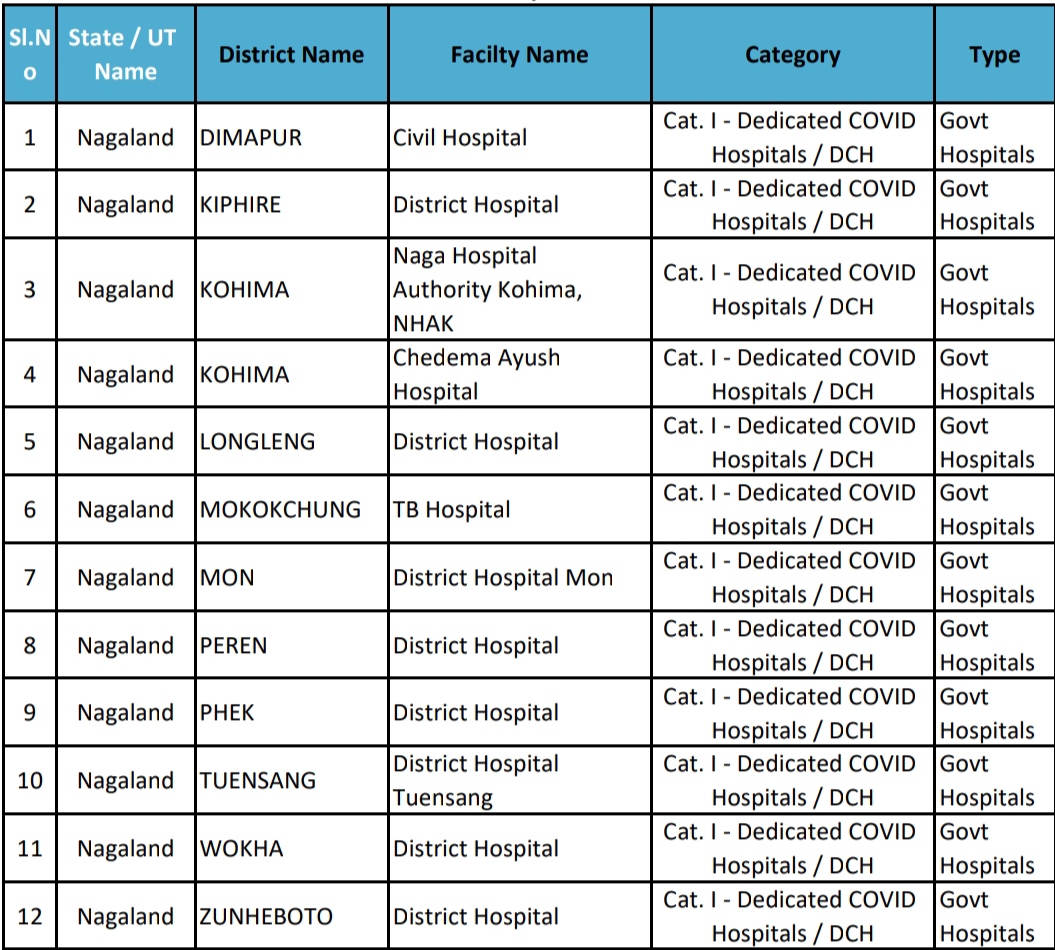 Sl.N
o
State / UT
Name
District Name
Facilty Name
Category
Type
1
Nagaland
DIMAPUR
Civil Hospital
Cat. I - Dedicated COVID
Hospitals / DCH
Govt
Hospitals
2
Nagaland
KIPHIRE
District Hospital
Cat. I - Dedicated COVID
Hospitals / DCH
Govt
Hospitals
3
Nagaland
KOHIMA
Naga Hospital
Authority Kohima,
NHAK
Cat. I - Dedicated COVID
Hospitals / DCH
Govt
Hospitals
4
Nagaland
KOHIMA
Chedema Ayush
Hospital
Cat. I - Dedicated COVID
Hospitals / DCH
Govt
Hospitals
5
Nagaland
LONGLENG
District Hospital
Cat. I - Dedicated COVID
Hospitals / DCH
Govt
Hospitals
6
Nagaland
MOKOKCHUNG
TB Hospital
Cat. I - Dedicated COVID
Hospitals / DCH
Govt
Hospitals
7
Nagaland
MON
District Hospital Mon
Cat. I - Dedicated COVID
Hospitals / DCH
Govt
Hospitals
8
Nagaland
PEREN
District Hospital
Cat. I - Dedicated COVID
Hospitals / DCH
Govt
Hospitals
9
Nagaland
PHEK
District Hospital
Cat. I - Dedicated COVID
Hospitals / DCH
Govt
Hospitals
10
Nagaland
TUENSANG
District Hospital
Tuensang
Cat. I - Dedicated COVID
Hospitals / DCH
Govt
Hospitals
11
Nagaland
WOKHA
District Hospital
Cat. I - Dedicated COVID
Hospitals / DCH
Govt
Hospitals
12
Nagaland
ZUNHEBOTO
District Hospital
Cat. I - Dedicated COVID
Hospitals / DCH
Govt
Hospitals